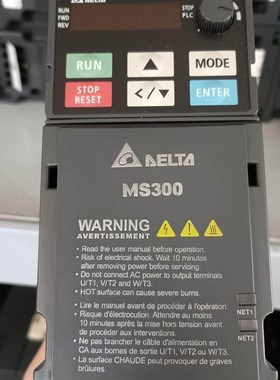 RUN
FWD
REV
STOP
PLC
RUN
MODE
STOP
RESET
</
ENTER
DELTA
MS300
WARNING
AVERTISSEMENT
• Read the user manual before operation.
• Risk of electrical shock. Wait 10 minutes
after removing power before servicing.
• Do not connect AC power to output terminals
U/T1, V/T2 and W/T3.
• HOT surface can cause severe burns.
• Lire le manuel avant de procéder à l'opération.
• Risque d'électrocution. Attendre au moins
10 minutes après la mise hors tension avant
de procéder aux interventions.
• Ne pas brancher le câble d'alimentation en
CA aux bornes de sortie U/T1, V/T2 ou W/T3.
• La surface CHAUDE peut provoquer de graves
brûlures.
NET1
NET2